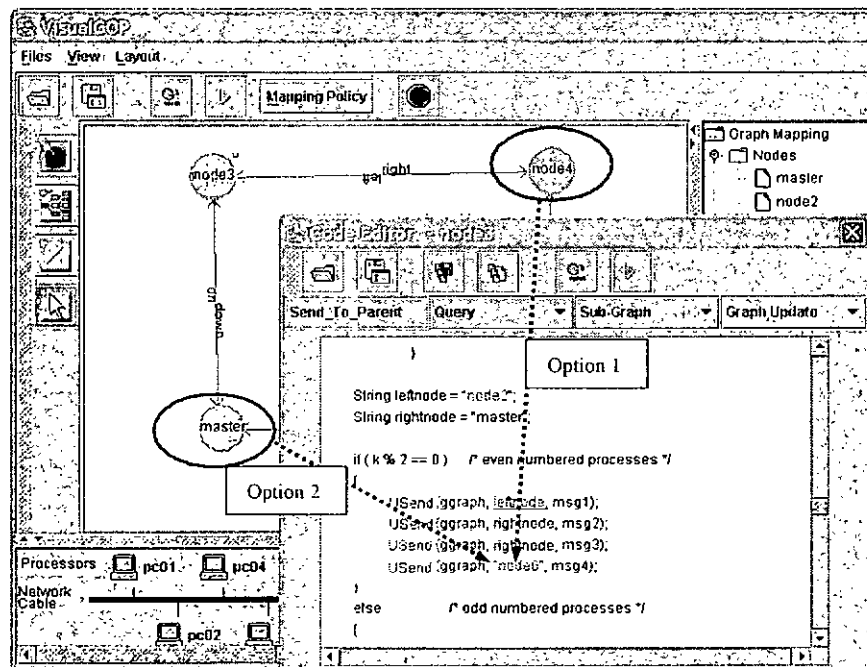 VisualGOP
Files View Layout
Mapping Policy
Graph Mapping
Nodes
master
node2
node3
right
left
node4
up
down
master
Code Editor - node6
Send_To_Parent Query Sub-Graph Graph Update
}
Option 1
String leftnode = "node2";
String rightnode = "master
if ( k % 2 == 0 ) /* even numbered processes */
{
USend (ggraph, leftnode, msg1);
USend (ggraph, rightnode, msg2);
USend (ggraph, rightnode, msg3);
USend (ggraph, "node6", msg4);
}
else /* odd numbered processes */
{
Option 2
Processors pc01 pc04
Network
Cable
pc02